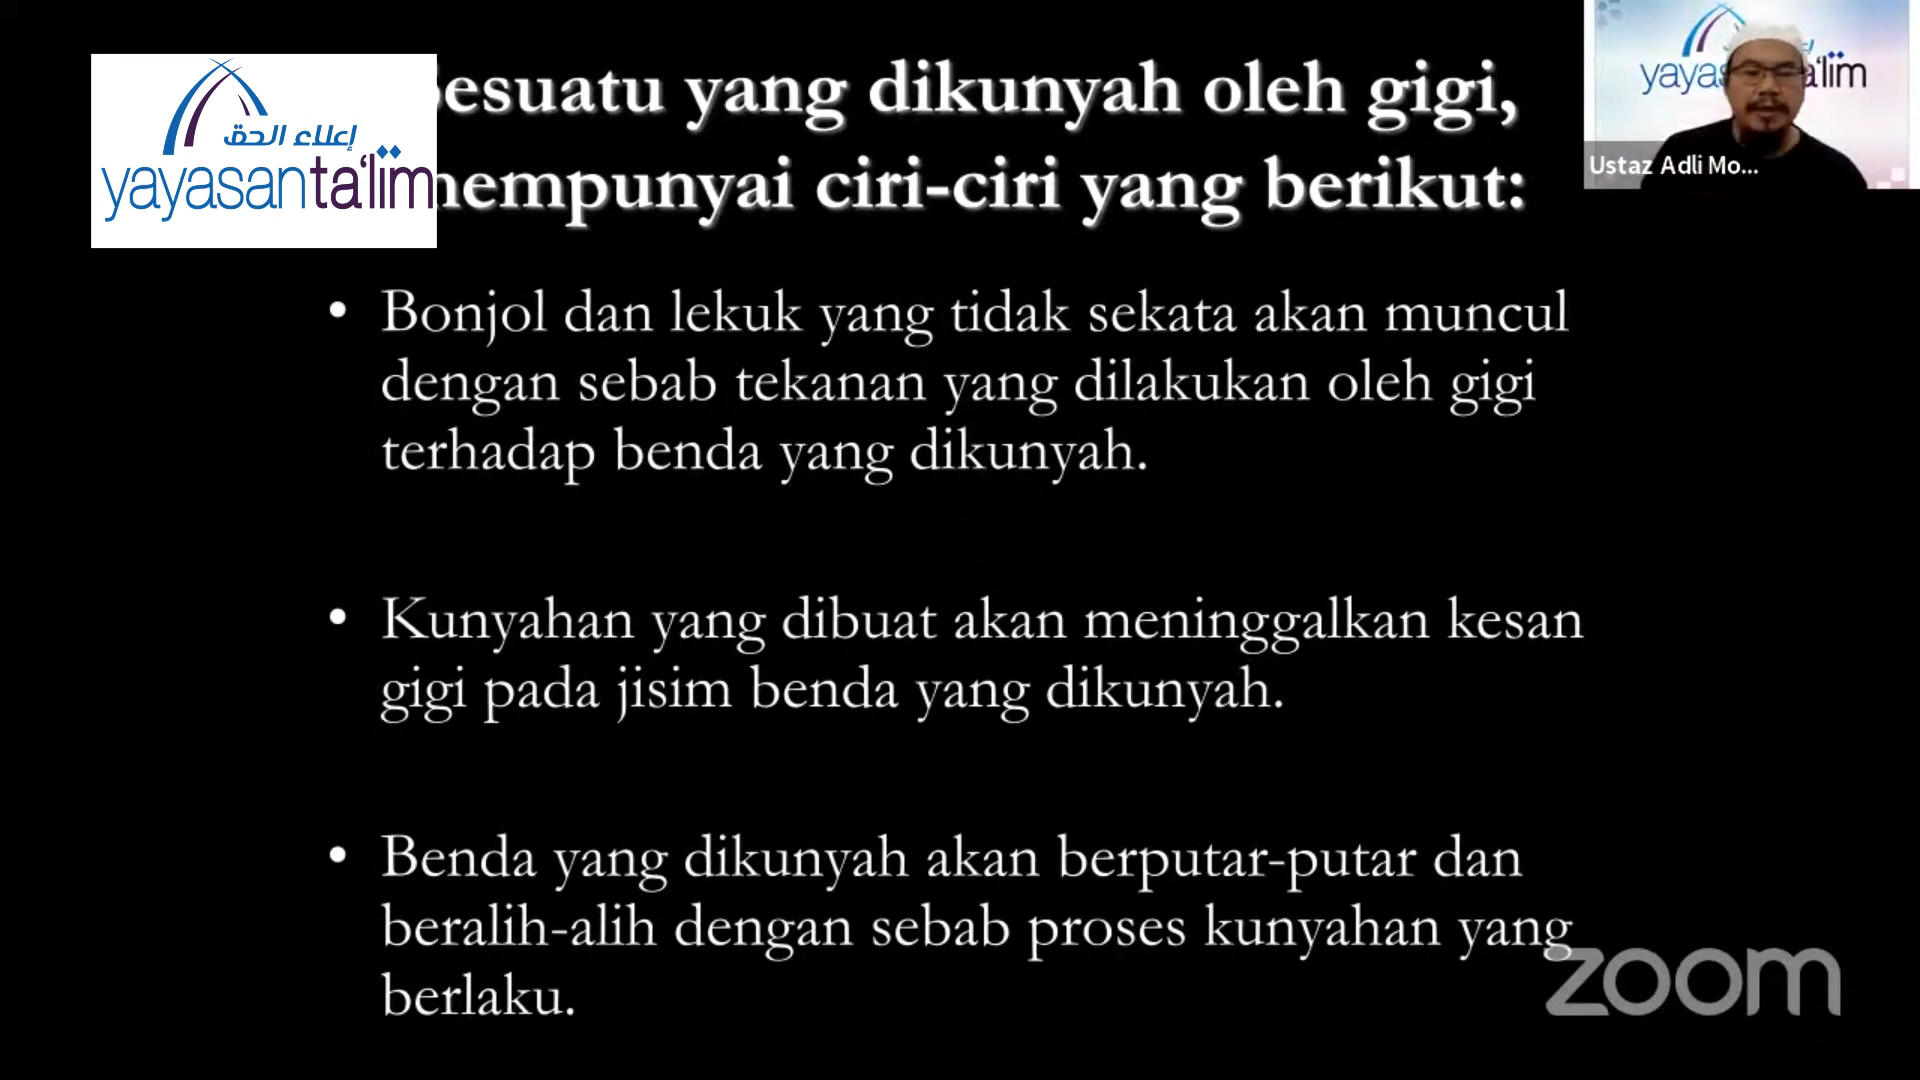 إعلاء الحق
yayasanta'lim
esuatu yang dikunyah oleh gigi,
mempunyai ciri-ciri yang berikut:
• Bonjol dan lekuk yang tidak sekata akan muncul
dengan sebab tekanan yang dilakukan oleh gigi
terhadap benda yang dikunyah.
• Kunyahan yang dibuat akan meninggalkan kesan
gigi pada jisim benda yang dikunyah.
• Benda yang dikunyah akan berputar-putar dan
beralih-alih dengan sebab proses kunyahan yang
berlaku.
Ustaz Adli Mo...
zoom